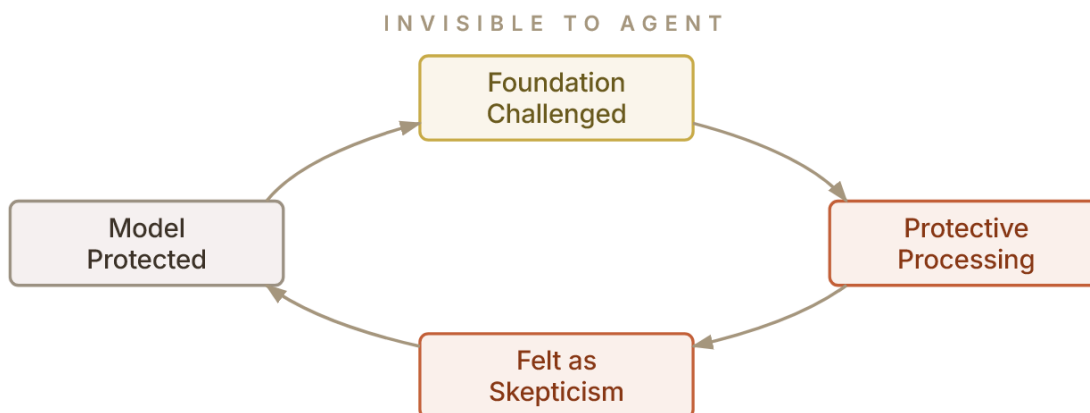 INVISIBLE TO AGENT
Foundation
Challenged
Model
Protected
Protective
Processing
Felt as
Skepticism